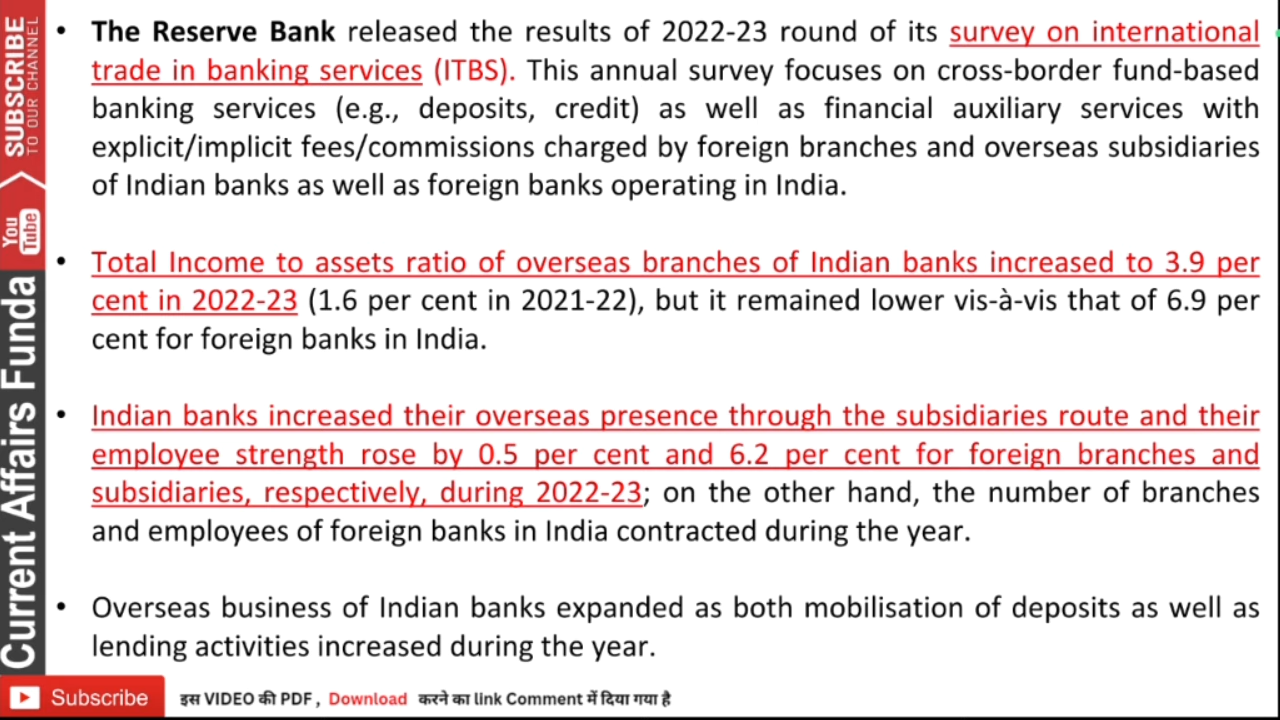 SUBSCRIBE
TO OUR CHANNEL
You
Tube
Current Affairs Funda
• The Reserve Bank released the results of 2022-23 round of its survey on international
trade in banking services (ITBS). This annual survey focuses on cross-border fund-based
banking services (e.g., deposits, credit) as well as financial auxiliary services with
explicit/implicit fees/commissions charged by foreign branches and overseas subsidiaries
of Indian banks as well as foreign banks operating in India.
• Total Income to assets ratio of overseas branches of Indian banks increased to 3.9 per
cent in 2022-23 (1.6 per cent in 2021-22), but it remained lower vis-à-vis that of 6.9 per
cent for foreign banks in India.
• Indian banks increased their overseas presence through the subsidiaries route and their
employee strength rose by 0.5 per cent and 6.2 per cent for foreign branches and
subsidiaries, respectively, during 2022-23; on the other hand, the number of branches
and employees of foreign banks in India contracted during the year.
• Overseas business of Indian banks expanded as both mobilisation of deposits as well as
lending activities increased during the year.
Subscribe इस VIDEO की PDF , Download करने का link Comment में दिया गया है